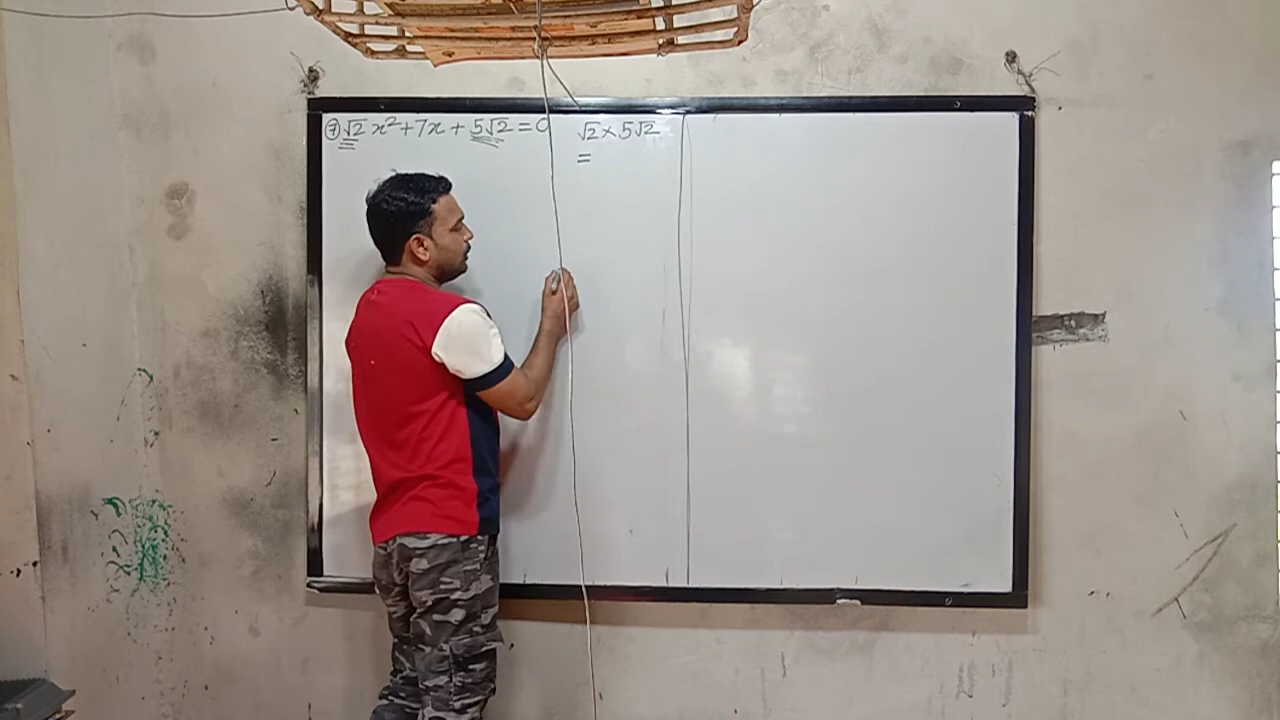 ⑦ √2 x² + 7x + 5√2 = 0
√2 × 5√2
=